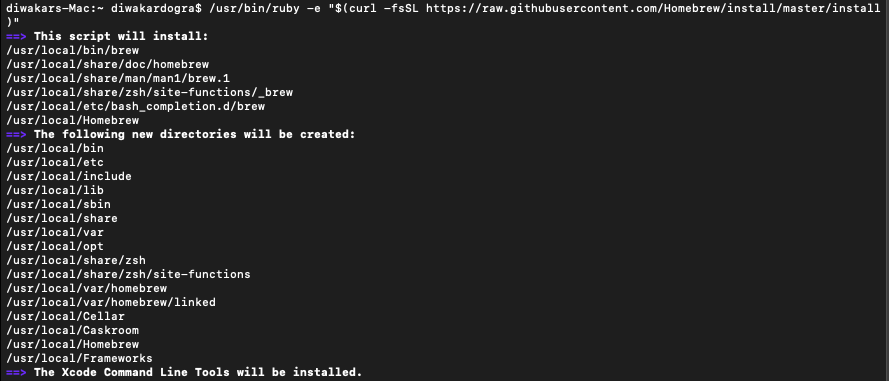 diwakars-Mac:~ diwakardogra$ /usr/bin/ruby -e "$(curl -fsSL https://raw.githubusercontent.com/Homebrew/install/master/install
)"
==> This script will install:
/usr/local/bin/brew
/usr/local/share/doc/homebrew
/usr/local/share/man/man1/brew.1
/usr/local/share/zsh/site-functions/_brew
/usr/local/etc/bash_completion.d/brew
/usr/local/Homebrew
==> The following new directories will be created:
/usr/local/bin
/usr/local/etc
/usr/local/include
/usr/local/lib
/usr/local/sbin
/usr/local/share
/usr/local/var
/usr/local/opt
/usr/local/share/zsh
/usr/local/share/zsh/site-functions
/usr/local/var/homebrew
/usr/local/var/homebrew/linked
/usr/local/Cellar
/usr/local/Caskroom
/usr/local/Homebrew
/usr/local/Frameworks
==> The Xcode Command Line Tools will be installed.